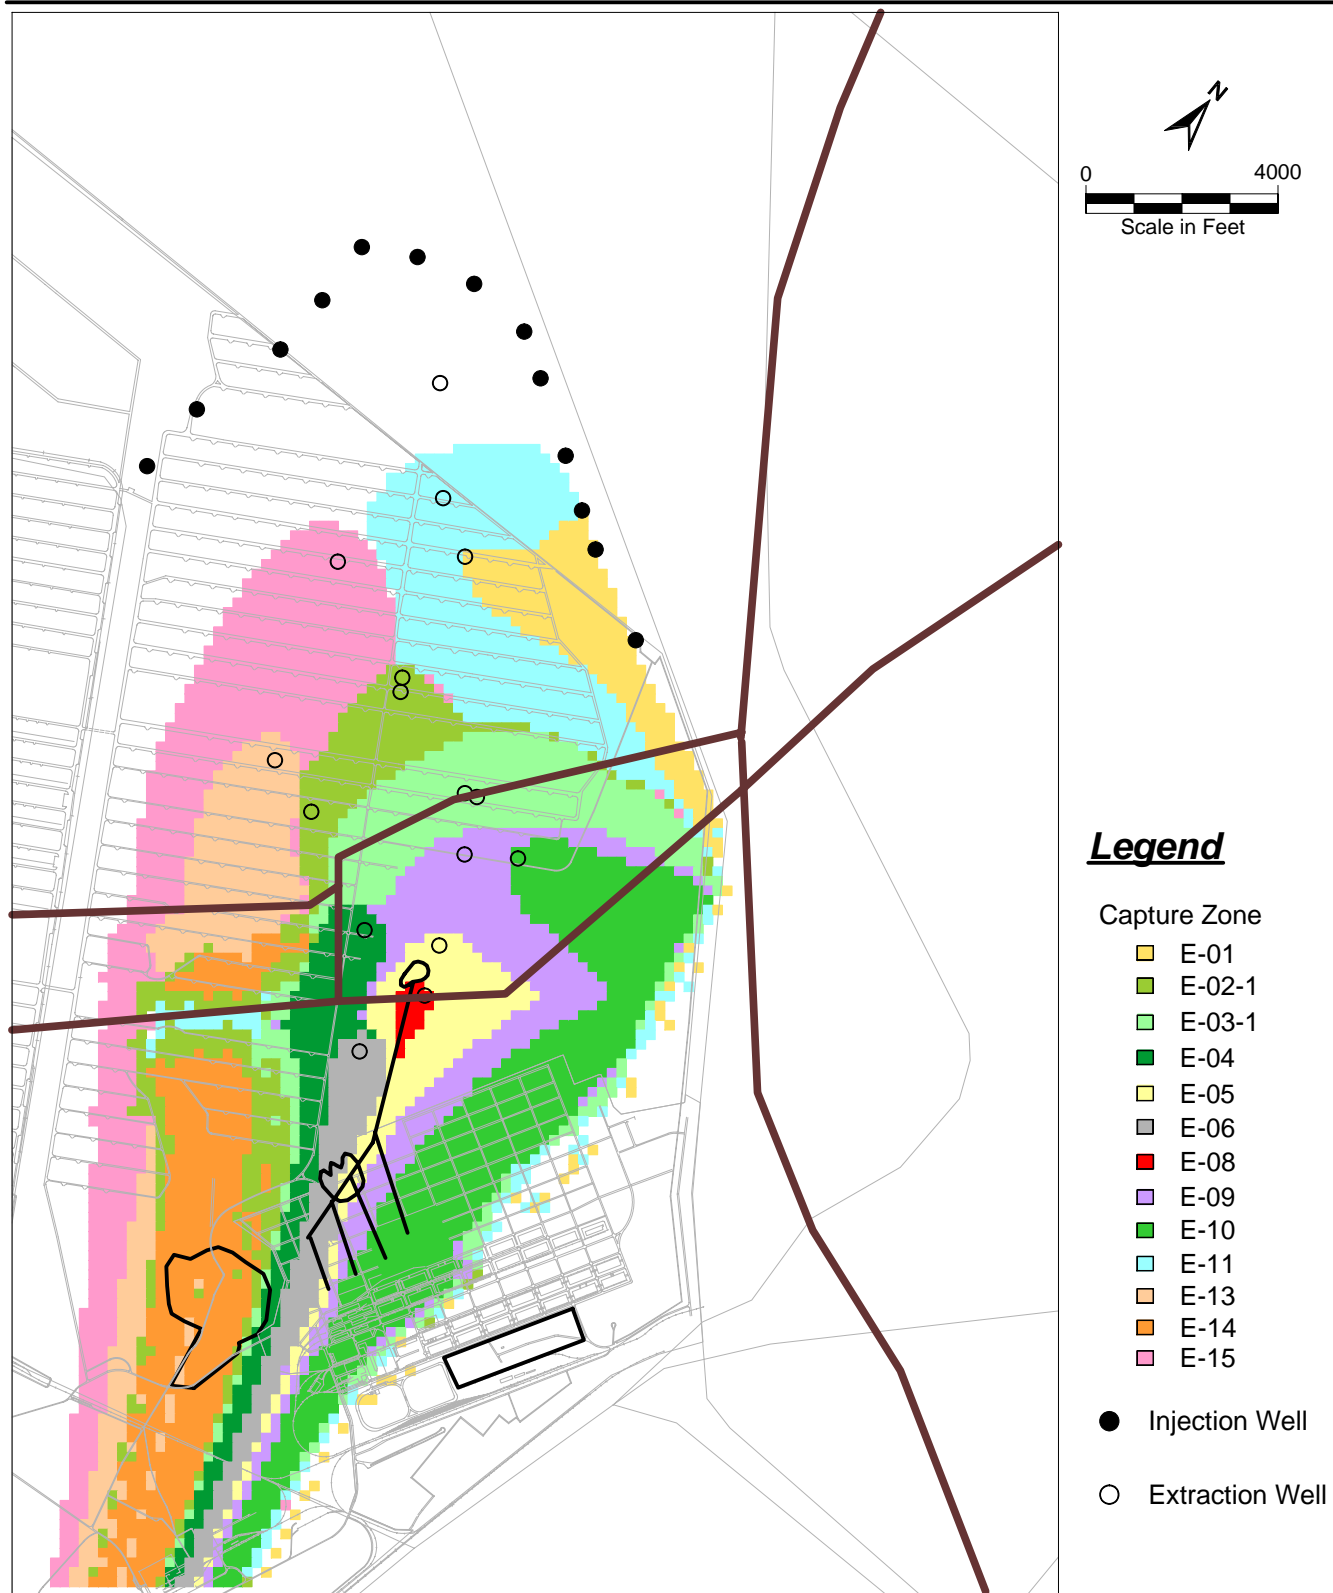 N
0 4000
Scale in Feet
Legend
Capture Zone
E-01
E-02-1
E-03-1
E-04
E-05
E-06
E-08
E-09
E-10
E-11
E-13
E-14
E-15
Injection Well
Extraction Well